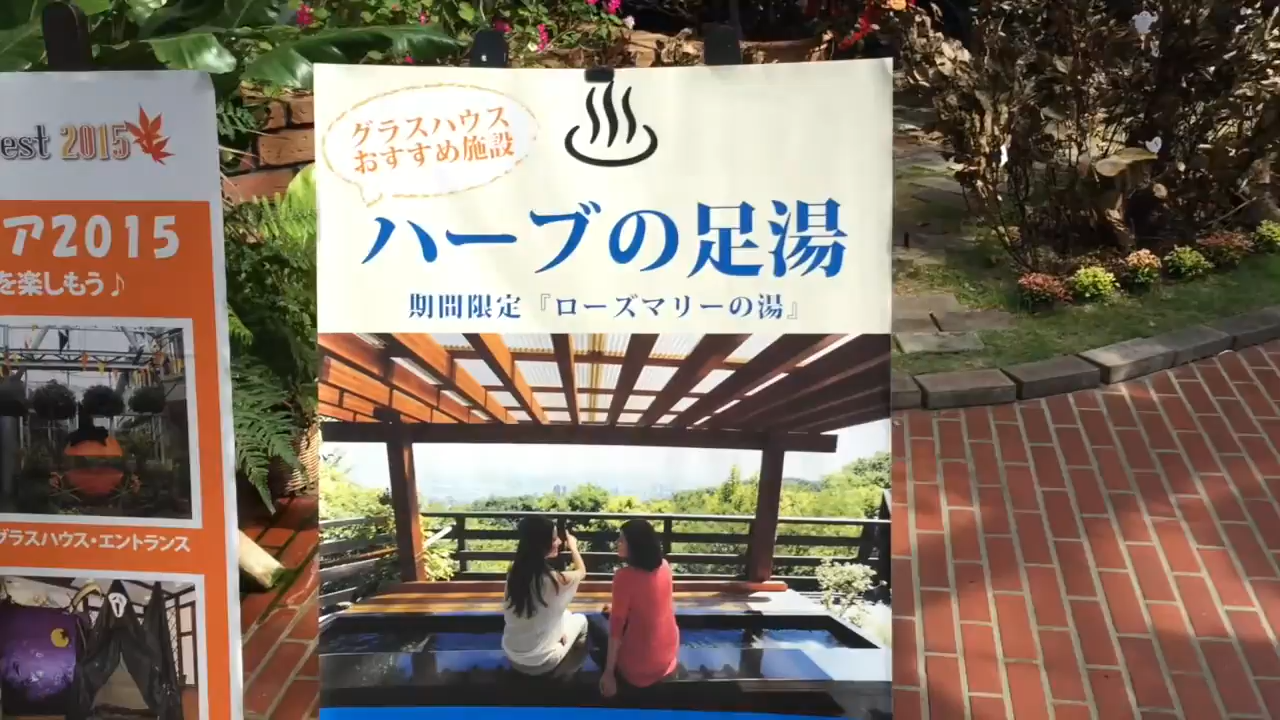 est 2015
ア2015
を楽しもう♪
グラスハウス・エントランス
グラスハウス
おすすめ施設
ハーブの足湯
期間限定『ローズマリーの湯』